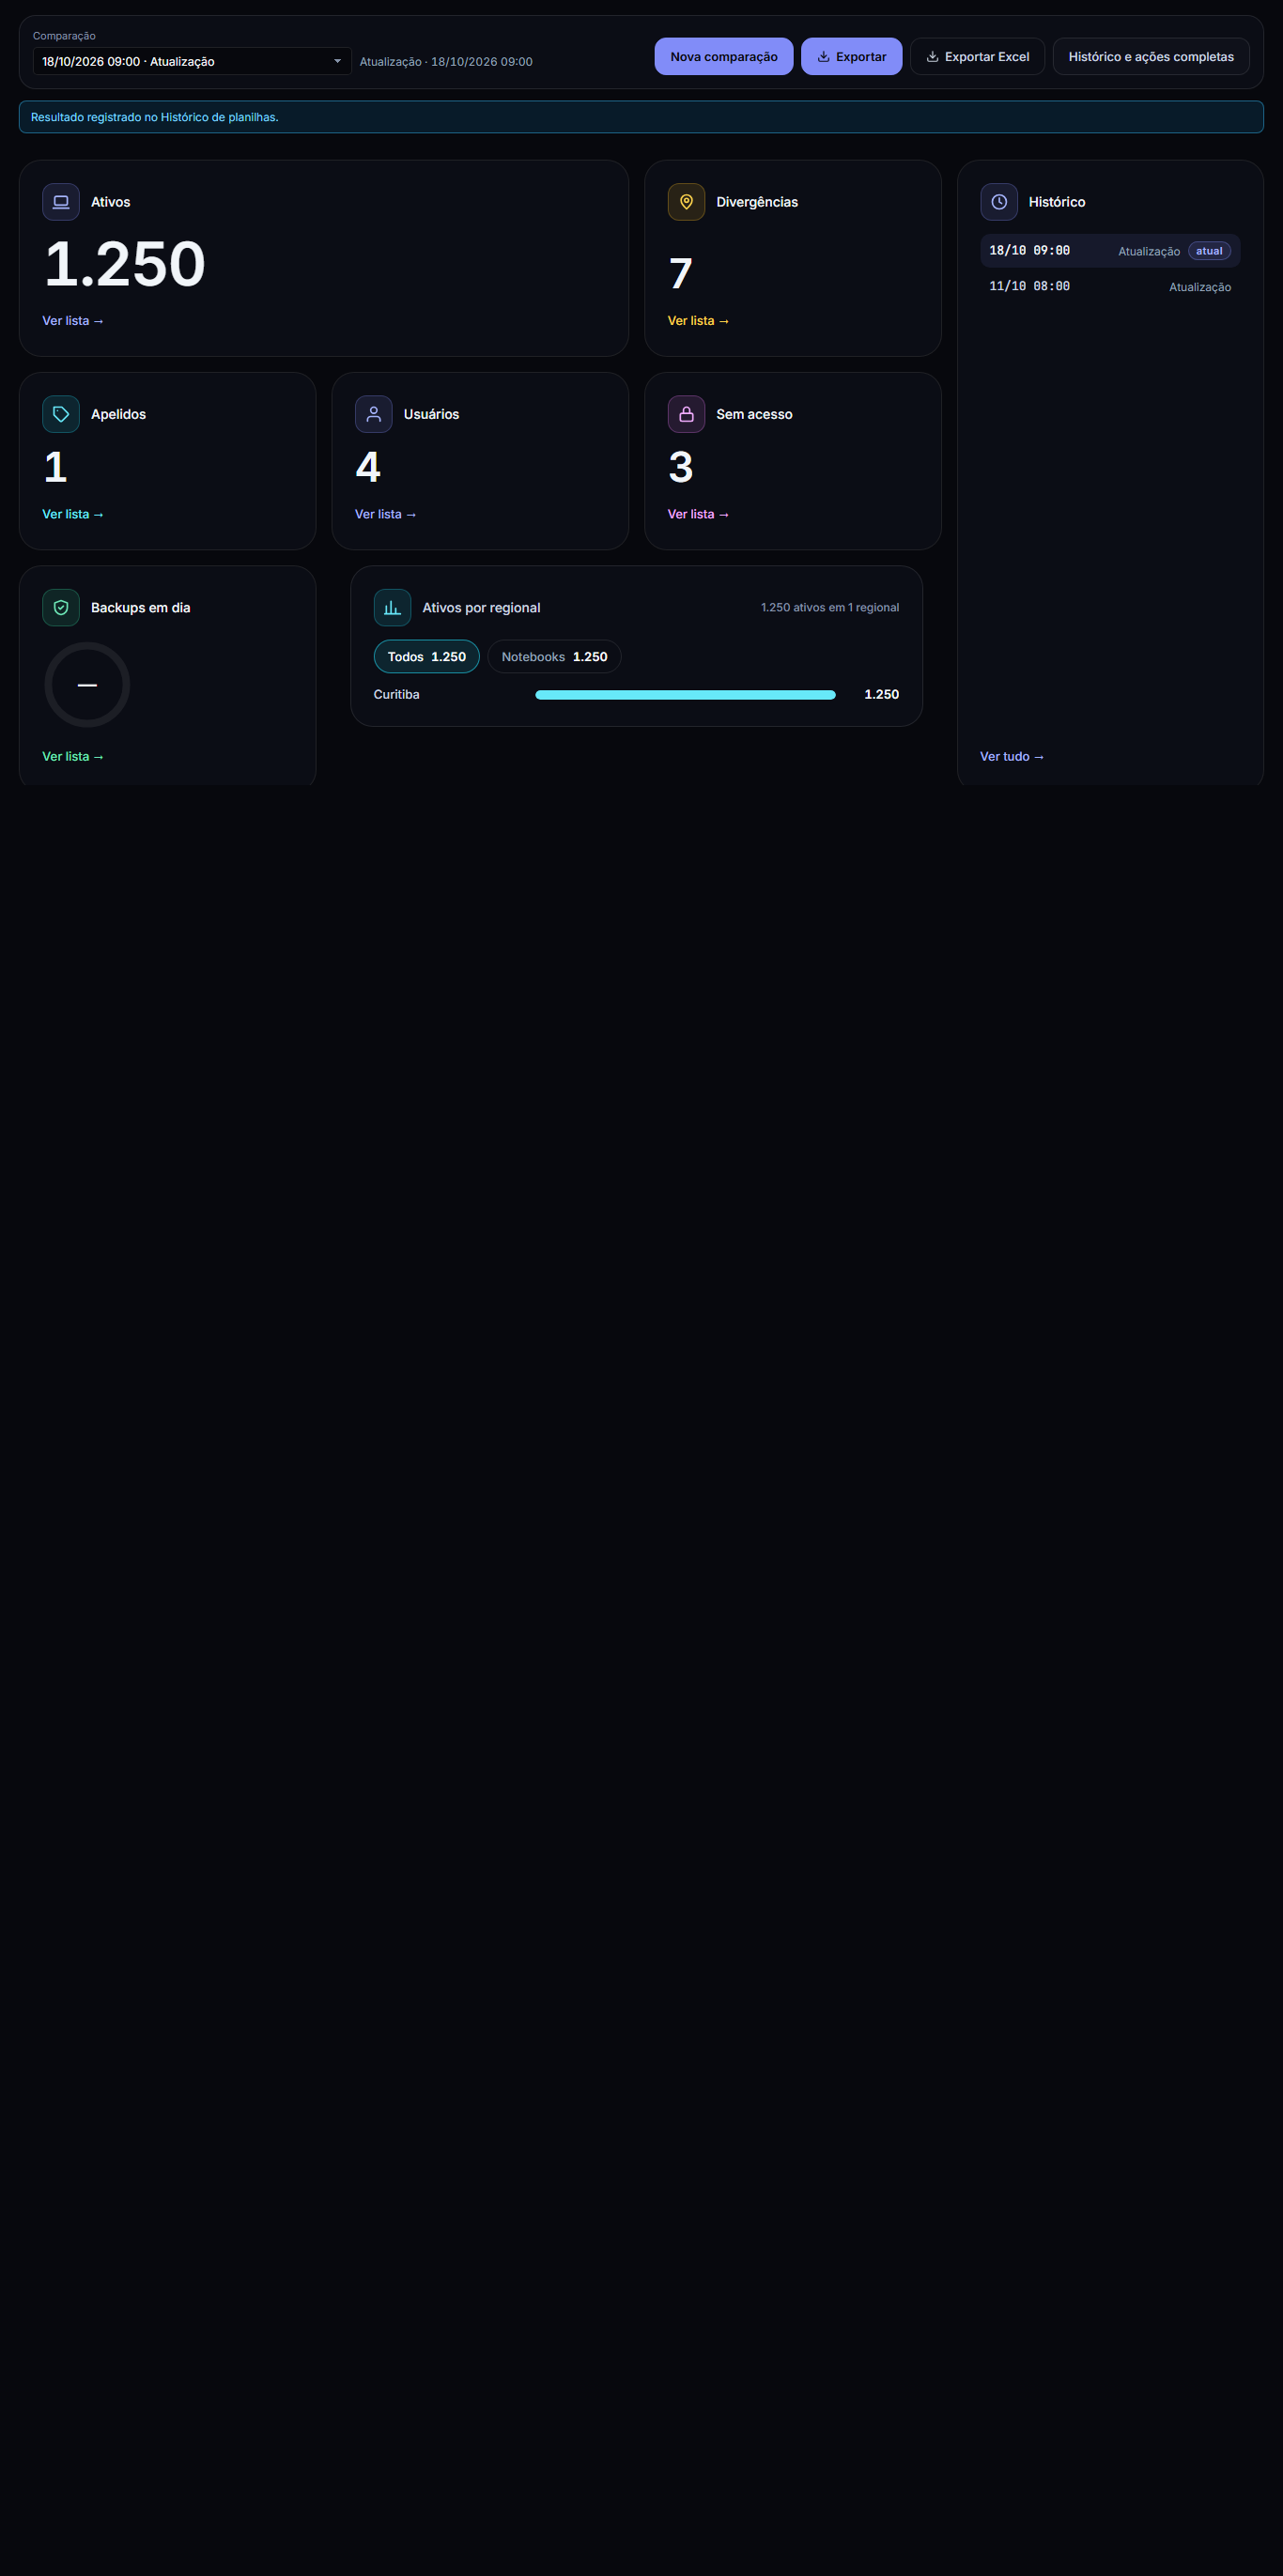 Comparação
18/10/2026 09:00 · Atualização
Atualização · 18/10/2026 09:00
Nova comparação
Exportar
Exportar Excel
Histórico e ações completas
Resultado registrado no Histórico de planilhas.
Ativos
1.250
Ver lista →
Divergências
7
Ver lista →
Histórico
18/10 09:00 Atualização atual
11/10 08:00 Atualização
Apelidos
1
Ver lista →
Usuários
4
Ver lista →
Sem acesso
3
Ver lista →
Backups em dia
—
Ver lista →
Ativos por regional
1.250 ativos em 1 regional
Todos 1.250
Notebooks 1.250
Curitiba 1.250
Ver tudo →